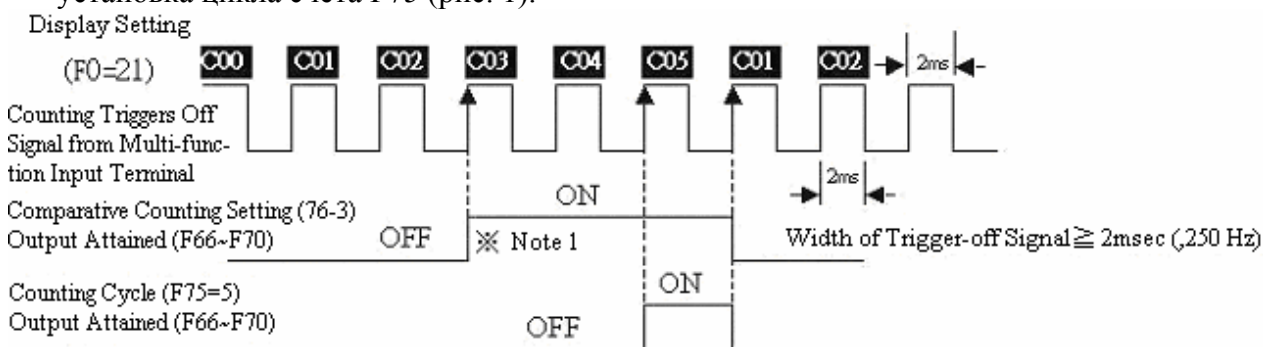 установка цикла счета F75 (рис. 1).
Display Setting
(F0=21)
C00 C01 C02 C03 C04 C05 C01 C02 2ms
Counting Triggers Off
Signal from Multi-func-
tion Input Terminal
2ms
ON
Comparative Counting Setting (76-3)
Output Attained (F66~F70) OFF ※ Note 1 Width of Trigger-off Signal≧ 2msec (,250 Hz)
ON
Counting Cycle (F75=5)
Output Attained (F66~F70) OFF